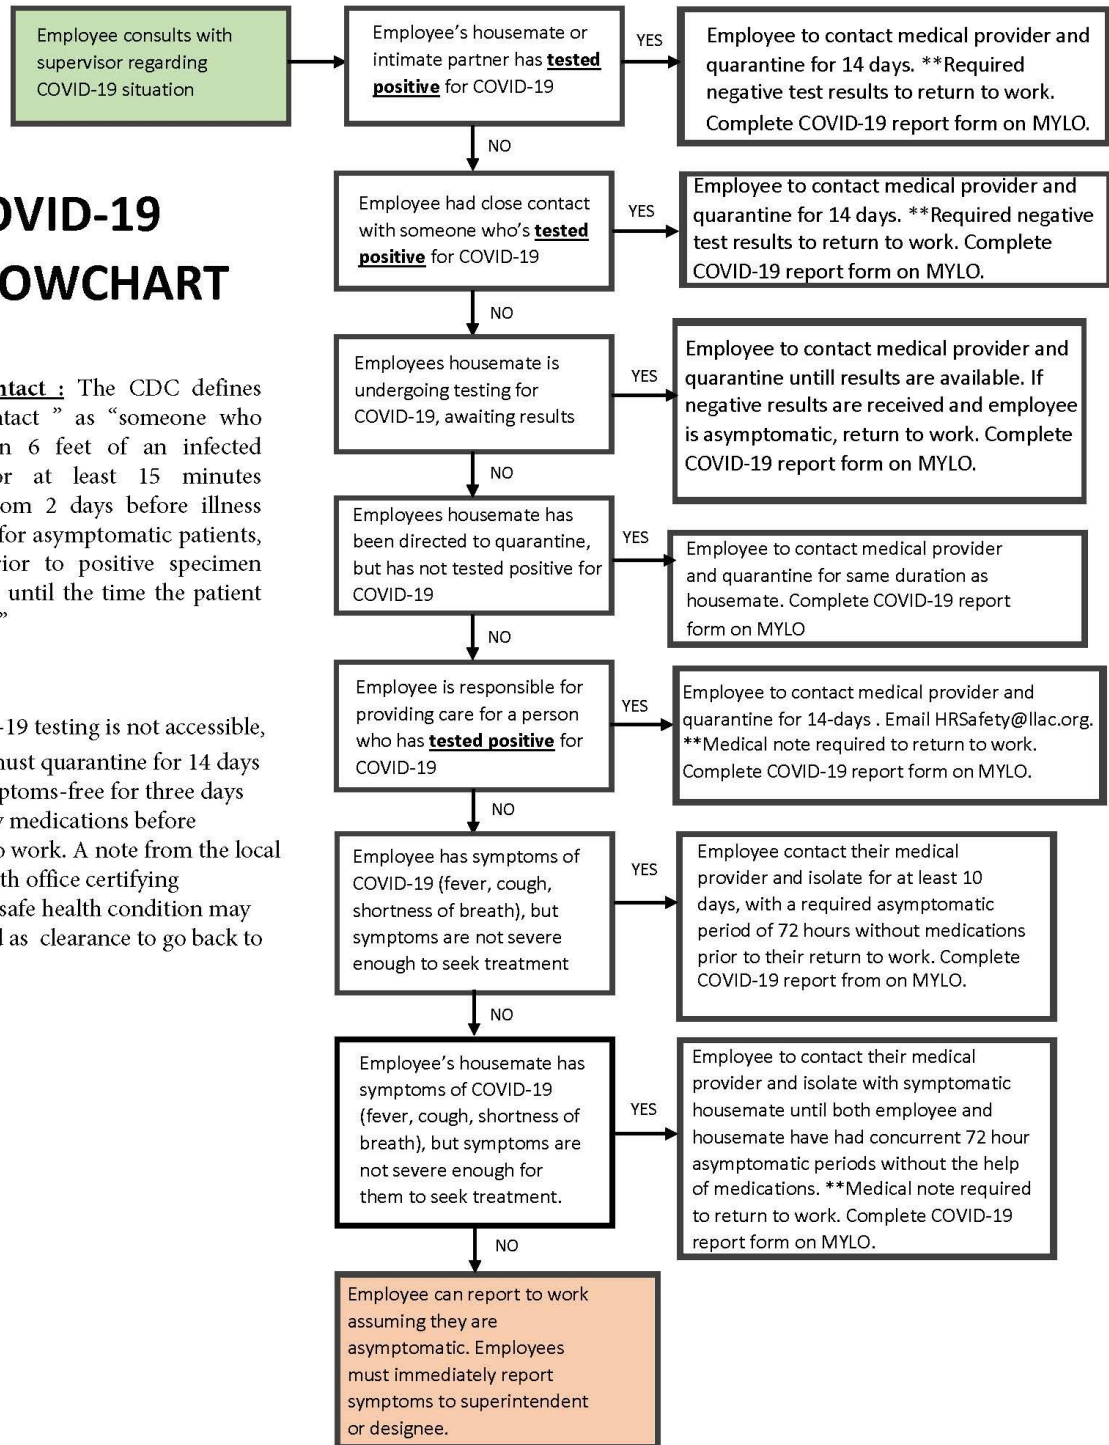 Employee consults with
supervisor regarding
COVID-19 situation
Employee's housemate or
intimate partner has tested
positive for COVID-19
YES
Employee to contact medical provider and
quarantine for 14 days. **Required
negative test results to return to work.
Complete COVID-19 report form on MYLO.
NO
OVID-19
OWCHART
Employee had close contact
with someone who's tested
positive for COVID-19
YES
Employee to contact medical provider and
quarantine for 14 days. **Required negative
test results to return to work. Complete
COVID-19 report form on MYLO.
NO
ntact : The CDC defines
ntact ” as “someone who
n 6 feet of an infected
or at least 15 minutes
om 2 days before illness
for asymptomatic patients,
rior to positive specimen
until the time the patient
”
Employees housemate is
undergoing testing for
COVID-19, awaiting results
YES
Employee to contact medical provider and
quarantine untill results are available. If
negative results are received and employee
is asymptomatic, return to work. Complete
COVID-19 report form on MYLO.
NO
Employees housemate has
been directed to quarantine,
but has not tested positive for
COVID-19
YES
Employee to contact medical provider
and quarantine for same duration as
housemate. Complete COVID-19 report
form on MYLO
NO
-19 testing is not accessible,
must quarantine for 14 days
ptoms-free for three days
y medications before
o work. A note from the local
th office certifying
safe health condition may
d as clearance to go back to
Employee is responsible for
providing care for a person
who has tested positive for
COVID-19
YES
Employee to contact medical provider and
quarantine for 14-days . Email HRSafety@llac.org.
**Medical note required to return to work.
Complete COVID-19 report form on MYLO.
NO
Employee has symptoms of
COVID-19 (fever, cough,
shortness of breath), but
symptoms are not severe
enough to seek treatment
YES
Employee contact their medical
provider and isolate for at least 10
days, with a required asymptomatic
period of 72 hours without medications
prior to their return to work. Complete
COVID-19 report from on MYLO.
NO
Employee's housemate has
symptoms of COVID-19
(fever, cough, shortness of
breath), but symptoms are
not severe enough for
them to seek treatment.
YES
Employee to contact their medical
provider and isolate with symptomatic
housemate until both employee and
housemate have had concurrent 72 hour
asymptomatic periods without the help
of medications. **Medical note required
to return to work. Complete COVID-19
report form on MYLO.
NO
Employee can report to work
assuming they are
asymptomatic. Employees
must immediately report
symptoms to superintendent
or designee.